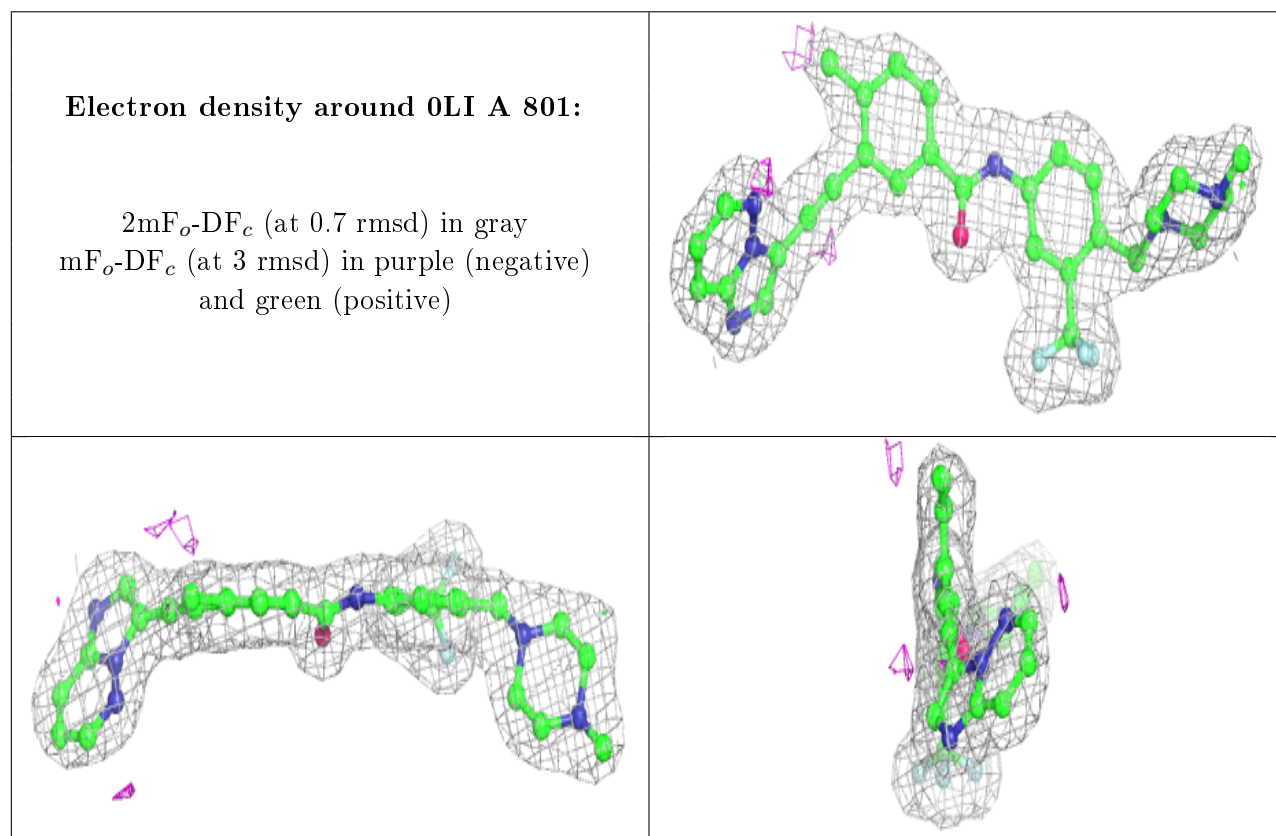 Electron density around 0LI A 801:
2mFₒ-DF𝒸 (at 0.7 rmsd) in gray
mFₒ-DF𝒸 (at 3 rmsd) in purple (negative)
and green (positive)